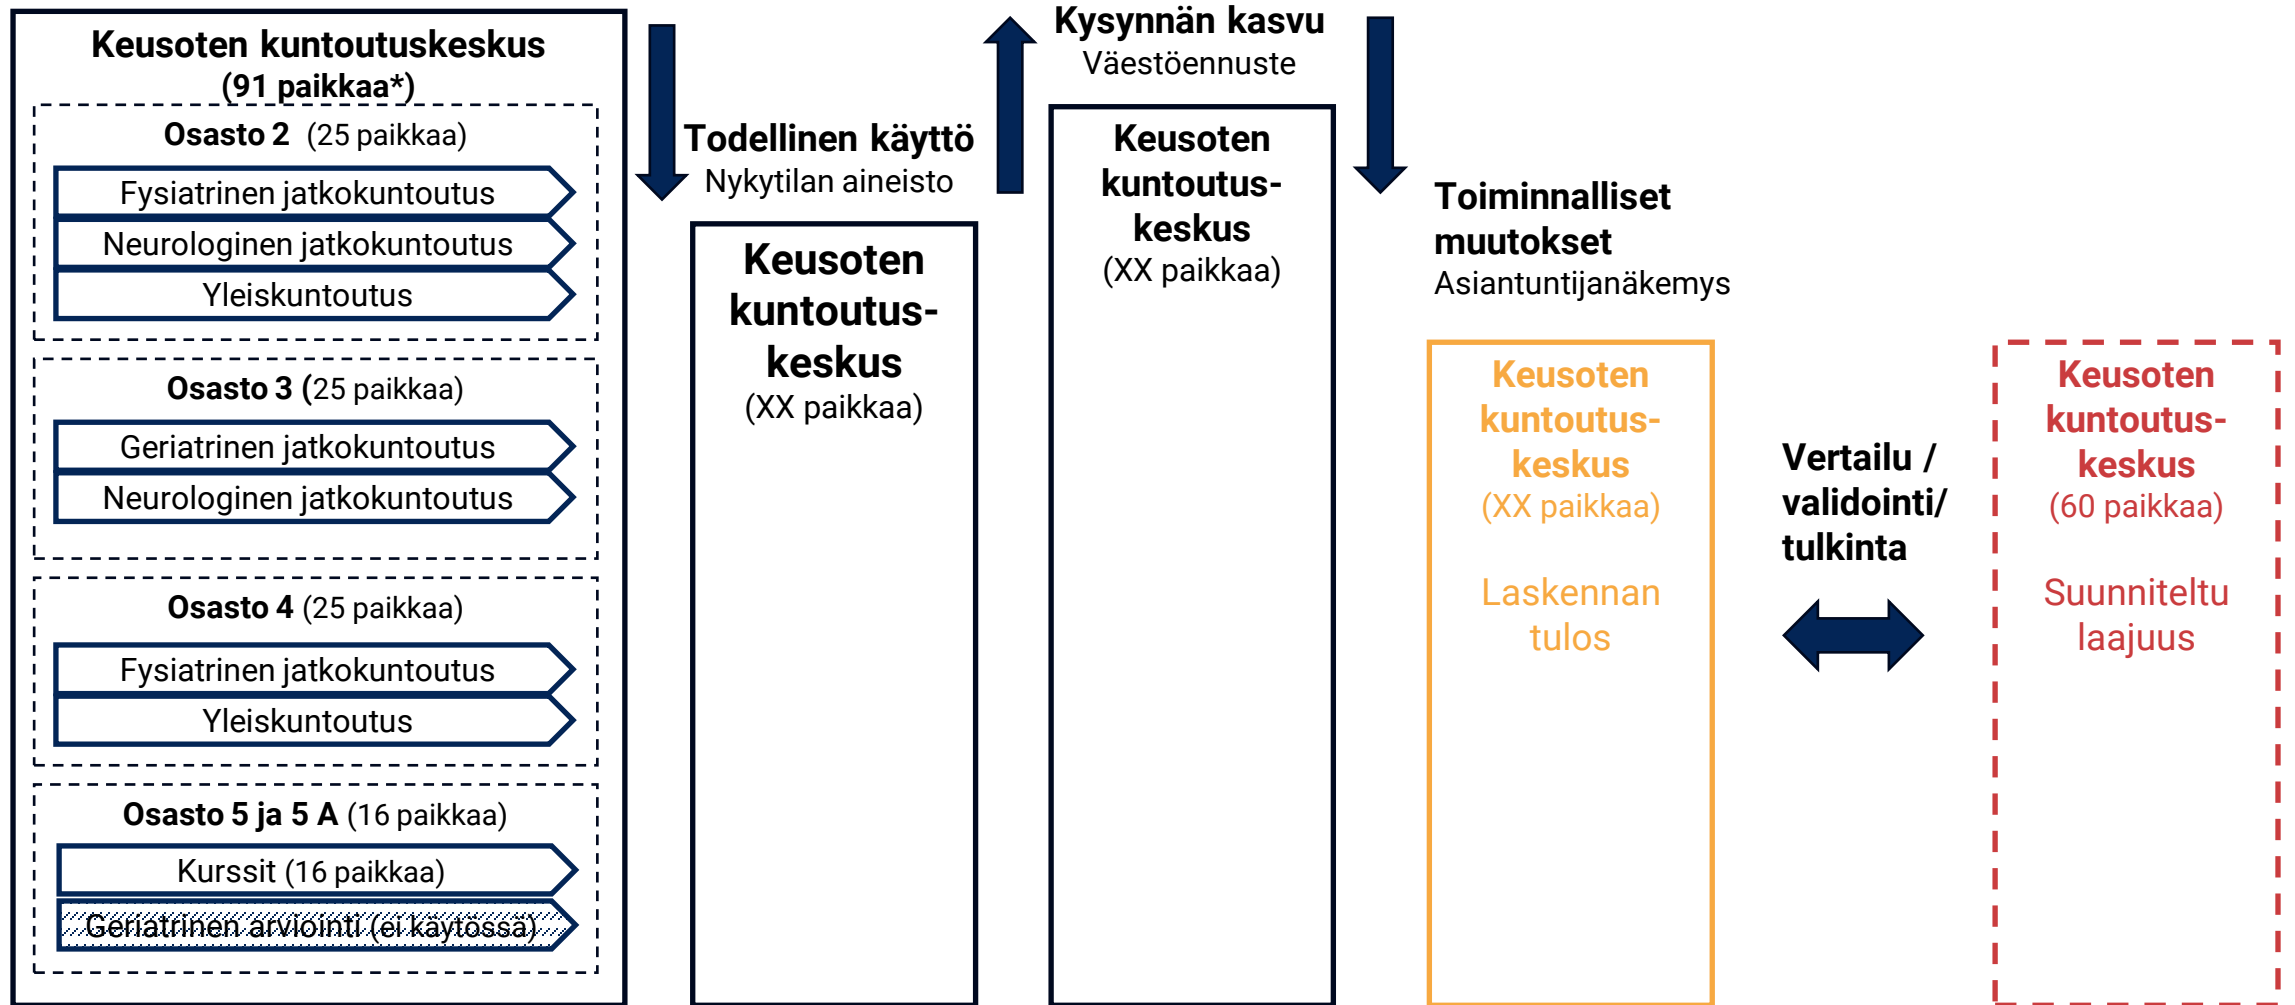 Keusoten kuntoutuskeskus
(91 paikkaa*)
Osasto 2 (25 paikkaa)
Fysiatrinen jatkokuntoutus
Neurologinen jatkokuntoutus
Yleiskuntoutus
Osasto 3 (25 paikkaa)
Geriatrinen jatkokuntoutus
Neurologinen jatkokuntoutus
Osasto 4 (25 paikkaa)
Fysiatrinen jatkokuntoutus
Yleiskuntoutus
Osasto 5 ja 5 A (16 paikkaa)
Kurssit (16 paikkaa)
Geriatrinen arviointi (ei käytössä)
Todellinen käyttö
Nykytilan aineisto
Keusoten
kuntoutus-
keskus
(XX paikkaa)
Kysynnän kasvu
Väestöennuste
Keusoten
kuntoutus-
keskus
(XX paikkaa)
Toiminnalliset
muutokset
Asiantuntijanäkemys
Keusoten
kuntoutus-
keskus
(XX paikkaa)
Laskennan
tulos
Vertailu /
validointi/
tulkinta
Keusoten
kuntoutus-
keskus
(60 paikkaa)
Suunniteltu
laajuus